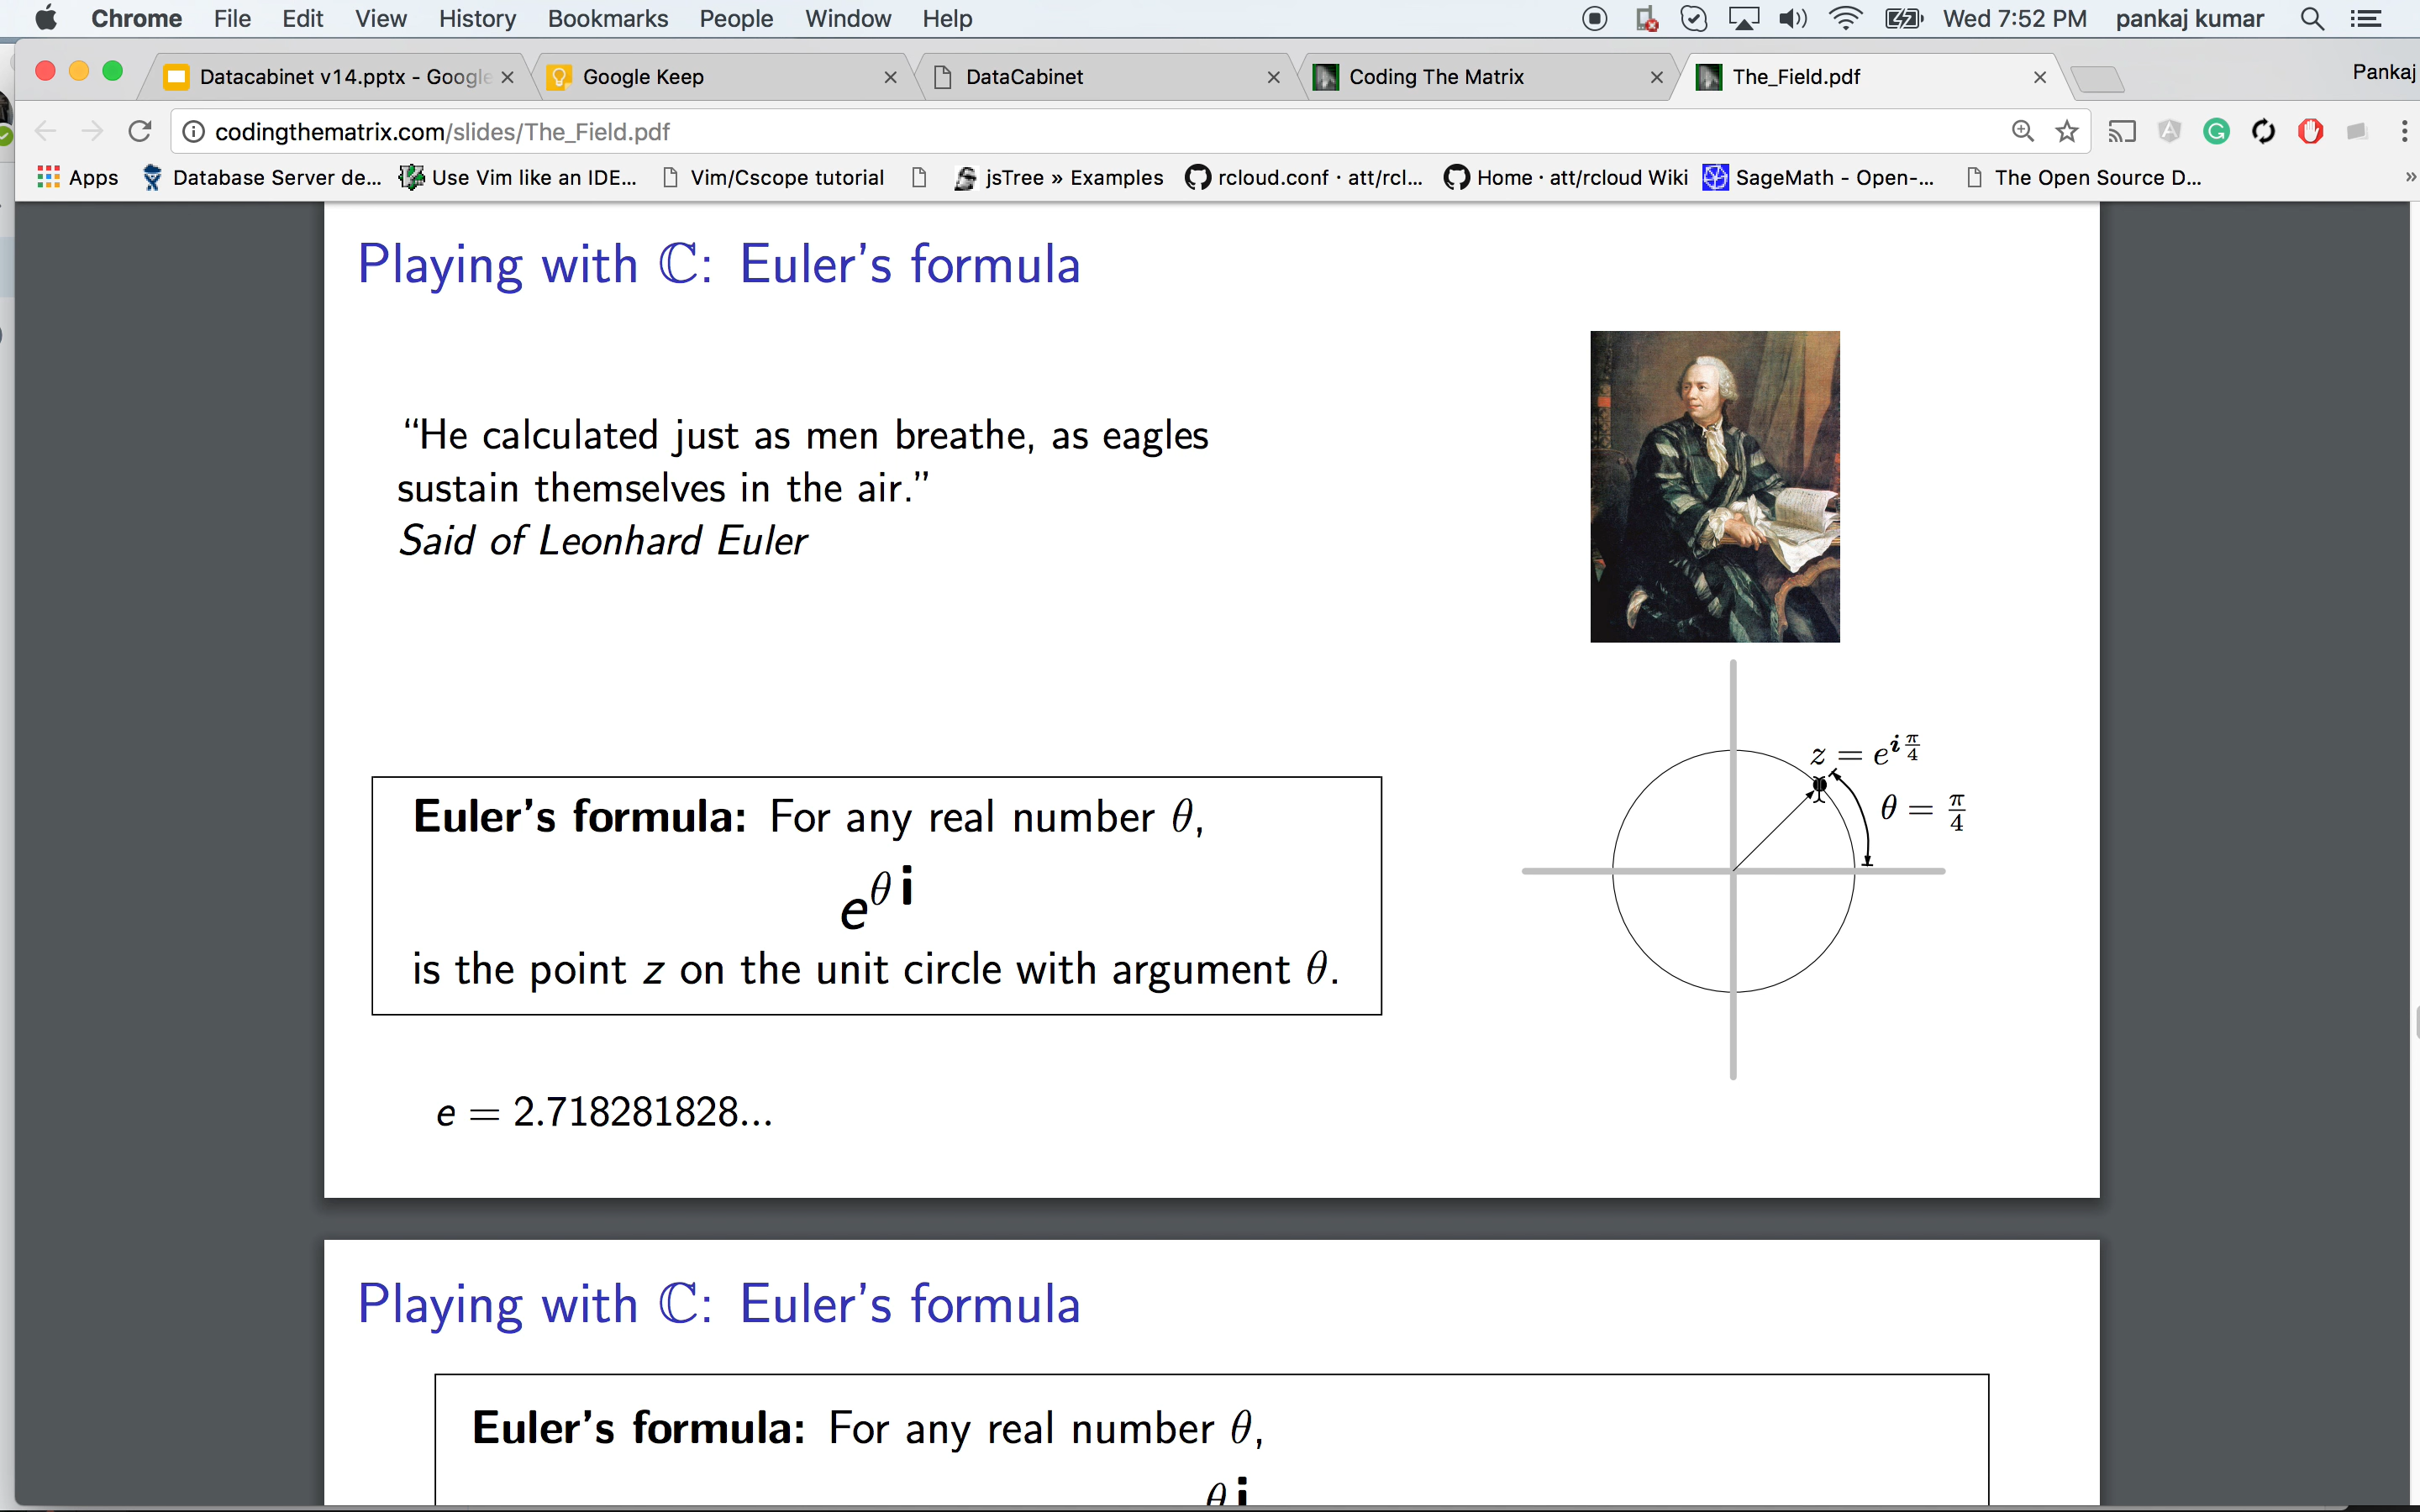 Chrome File Edit View History Bookmarks People Window Help Wed 7:52 PM pankaj kumar
Datacabinet v14.pptx - Google Google Keep DataCabinet Coding The Matrix The_Field.pdf Pankaj
codingthematrix.com/slides/The_Field.pdf
Apps Database Server de... Use Vim like an IDE... Vim/Cscope tutorial jsTree » Examples rcloud.conf · att/rcl... Home · att/rcloud Wiki SageMath - Open-... The Open Source D... »
Playing with ℂ: Euler's formula
“He calculated just as men breathe, as eagles
sustain themselves in the air.”
Said of Leonhard Euler
z = e^{i π/4}
θ = π/4
Euler's formula: For any real number θ,
e^{θ i}
is the point z on the unit circle with argument θ.
e = 2.718281828...
Playing with ℂ: Euler's formula
Euler's formula: For any real number θ,
θ i